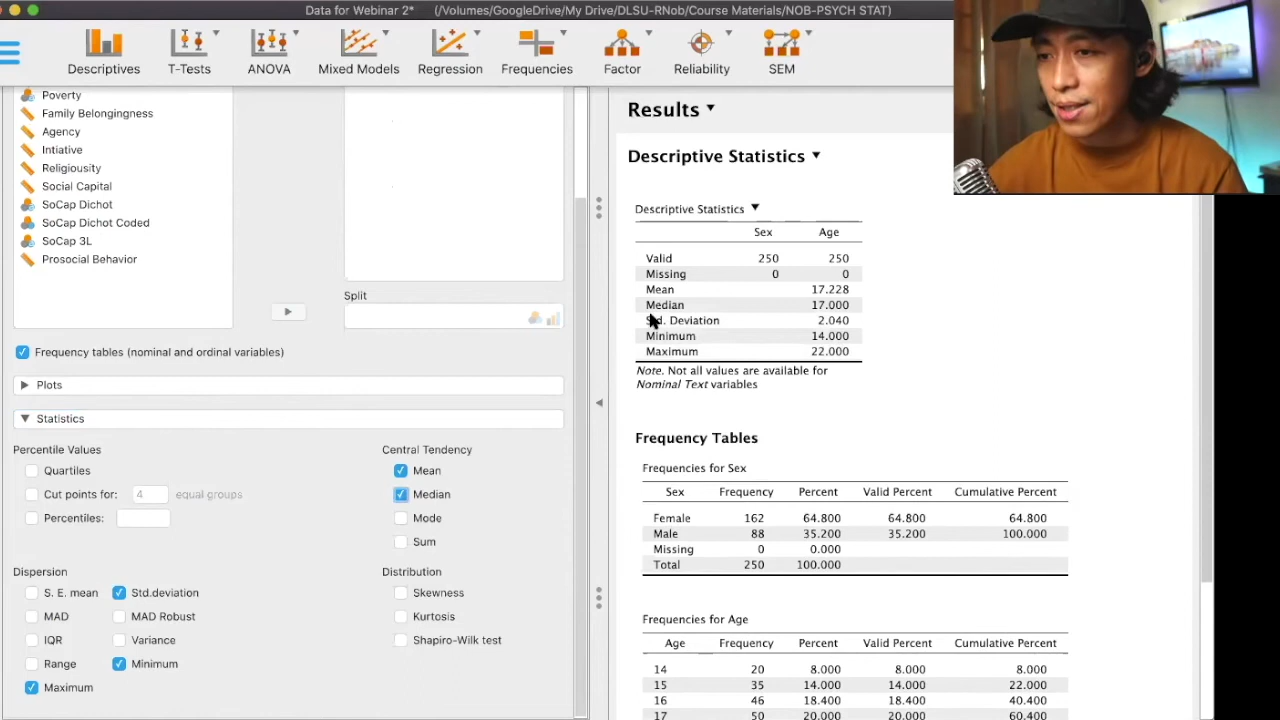 Data for Webinar 2* (/Volumes/GoogleDrive/My Drive/DLSU-RNob/Course Materials/NOB-PSYCH STAT)
Descriptives T-Tests ANOVA Mixed Models Regression Frequencies Factor Reliability SEM
Poverty
Family Belongingness
Agency
Intiative
Religiousity
Social Capital
SoCap Dichot
SoCap Dichot Coded
SoCap 3L
Prosocial Behavior
Split
Frequency tables (nominal and ordinal variables)
Plots
Statistics
Percentile Values Central Tendency
Quartiles Mean
Cut points for: 4 equal groups Median
Percentiles: Mode
Sum
Dispersion Distribution
S. E. mean Std.deviation Skewness
MAD MAD Robust Kurtosis
IQR Variance Shapiro-Wilk test
Range Minimum
Maximum
Results
Descriptive Statistics
Descriptive Statistics
Sex Age
Valid 250 250
Missing 0 0
Mean 17.228
Median 17.000
Std. Deviation 2.040
Minimum 14.000
Maximum 22.000
Note. Not all values are available for
Nominal Text variables
Frequency Tables
Frequencies for Sex
Sex Frequency Percent Valid Percent Cumulative Percent
Female 162 64.800 64.800 64.800
Male 88 35.200 35.200 100.000
Missing 0 0.000
Total 250 100.000
Frequencies for Age
Age Frequency Percent Valid Percent Cumulative Percent
14 20 8.000 8.000 8.000
15 35 14.000 14.000 22.000
16 46 18.400 18.400 40.400
17 50 20.000 20.000 60.400